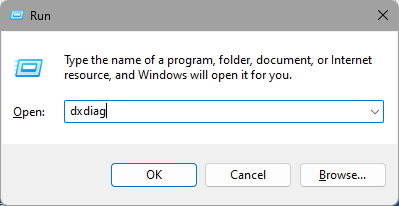 Run
Type the name of a program, folder, document, or Internet
resource, and Windows will open it for you.
Open: dxdiag
OK Cancel Browse...